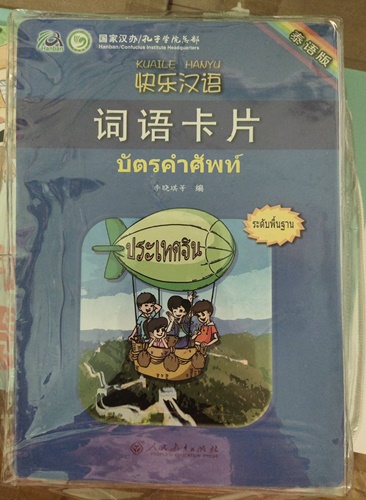 国家汉办/孔子学院总部
Hanban/Confucius Institute Headquarters
Hanban
泰语版
KUAILE HANYU
快乐汉语
词语卡片
บัตรคำศัพท์
李晓琪等 编
ระดับพื้นฐาน
ประเทศจีน
人民教育出版社